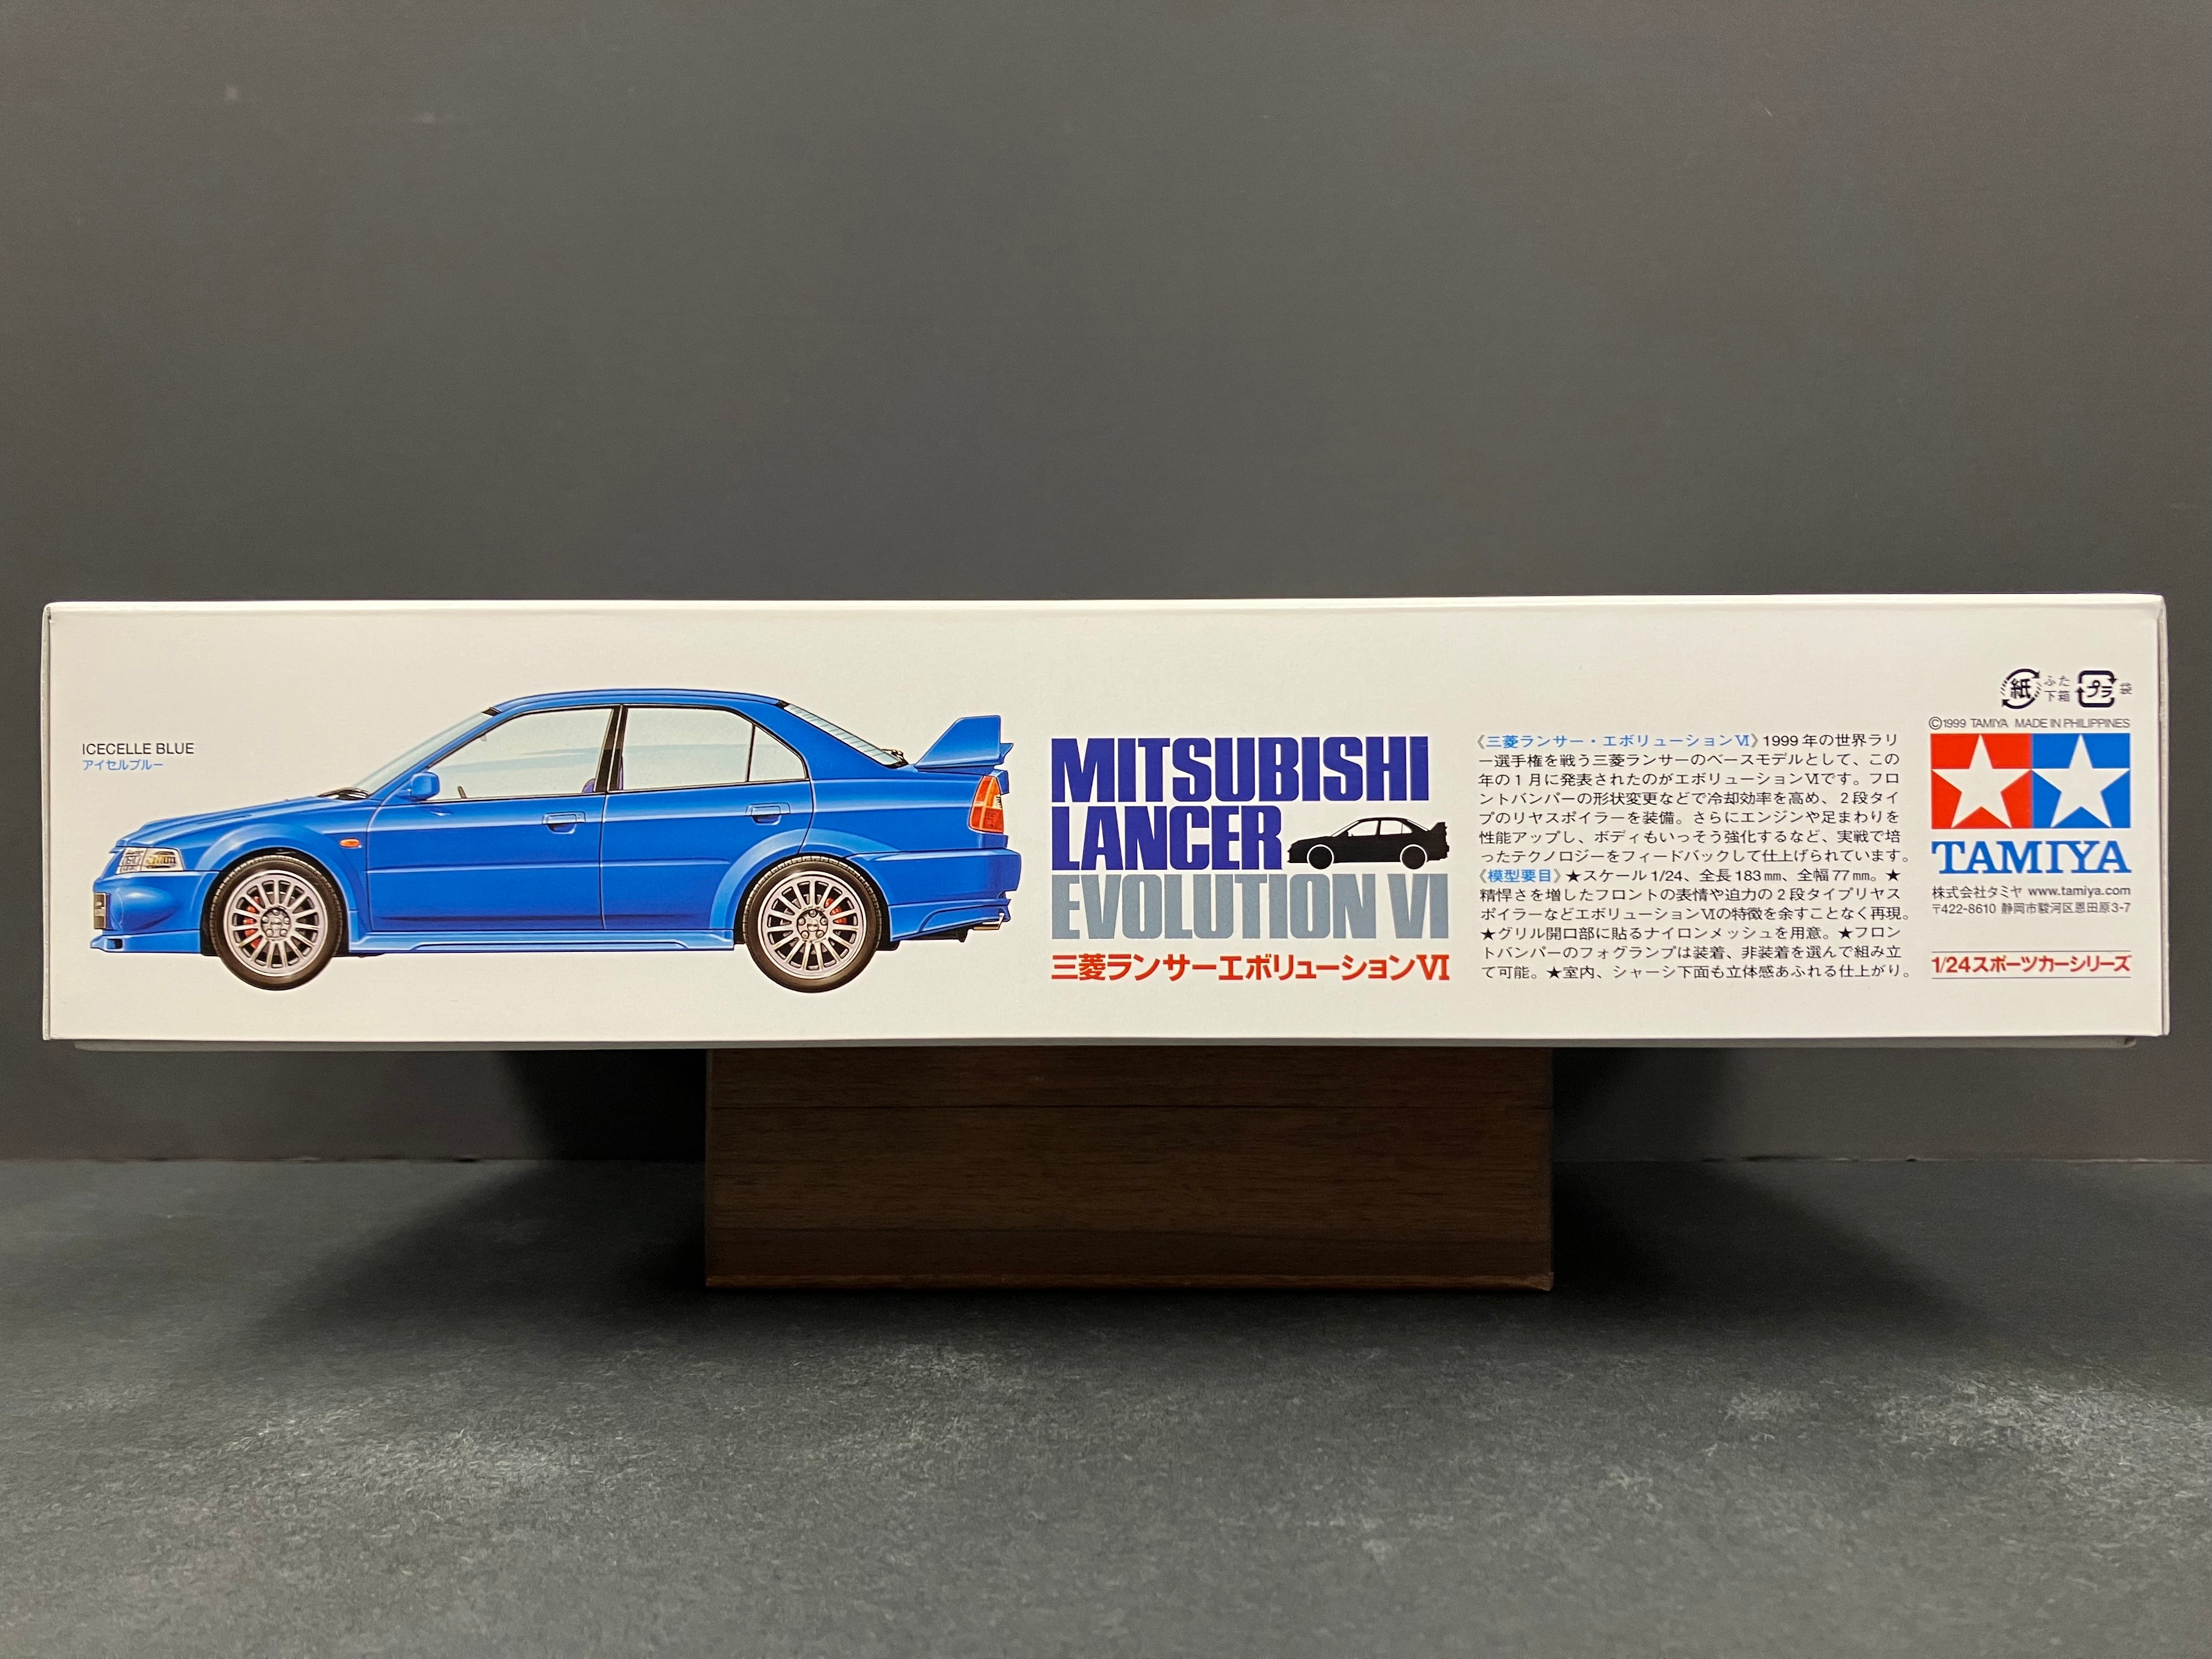 ICECELLE BLUE
アイセルブルー
MITSUBISHI
LANCER
EVOLUTION VI
三菱ランサーエボリューションⅥ
《三菱ランサー・エボリューションⅥ》1999年の世界ラリ
ー選手権を戦う三菱ランサーのベースモデルとして、この
年の1月に発表されたのがエボリューションⅥです。フロ
ントバンパーの形状変更などで冷却効率を高め、2段タイ
プのリヤスポイラーを装備。さらにエンジンや足まわりを
性能アップし、ボディもいっそう強化するなど、実戦で培
ったテクノロジーをフィードバックして仕上げられています。
《模型要目》★スケール1/24、全長183㎜、全幅77㎜。★
精悍さを増したフロントの表情や迫力の2段タイプリヤス
ポイラーなどエボリューションⅥの特徴を余すことなく再現。
★グリル開口部に貼るナイロンメッシュを用意。★フロン
トバンパーのフォグランプは装着、非装着を選んで組み立
て可能。★室内、シャーシ下面も立体感あふれる仕上がり。
紙 ふた 下箱 プラ 袋
©1999 TAMIYA MADE IN PHILIPPINES
TAMIYA
株式会社タミヤ www.tamiya.com
〒422-8610 静岡市駿河区恩田原3-7
1/24スポーツカーシリーズ